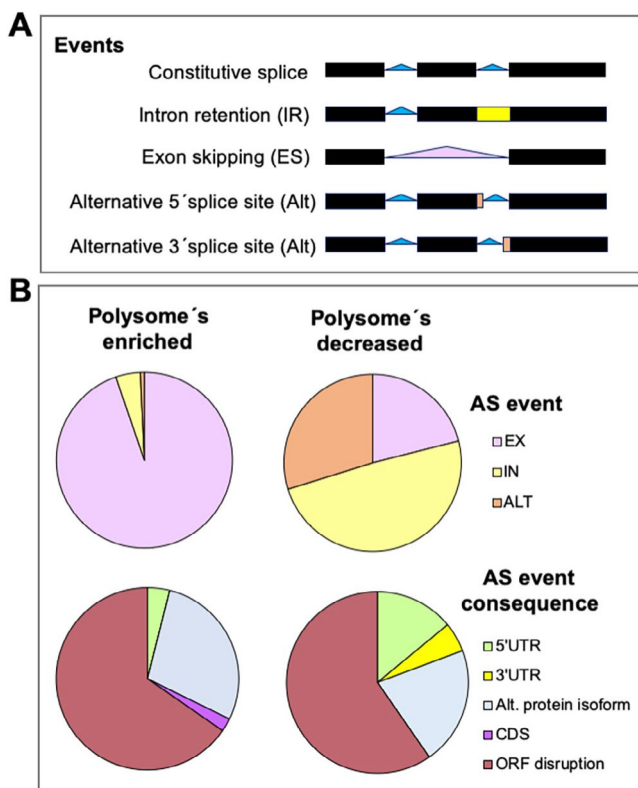 A
Events
Constitutive splice
Intron retention (IR)
Exon skipping (ES)
Alternative 5´splice site (Alt)
Alternative 3´splice site (Alt)
B
Polysome´s
enriched
Polysome´s
decreased
AS event
EX
IN
ALT
AS event
consequence
5'UTR
3'UTR
Alt. protein isoform
CDS
ORF disruption